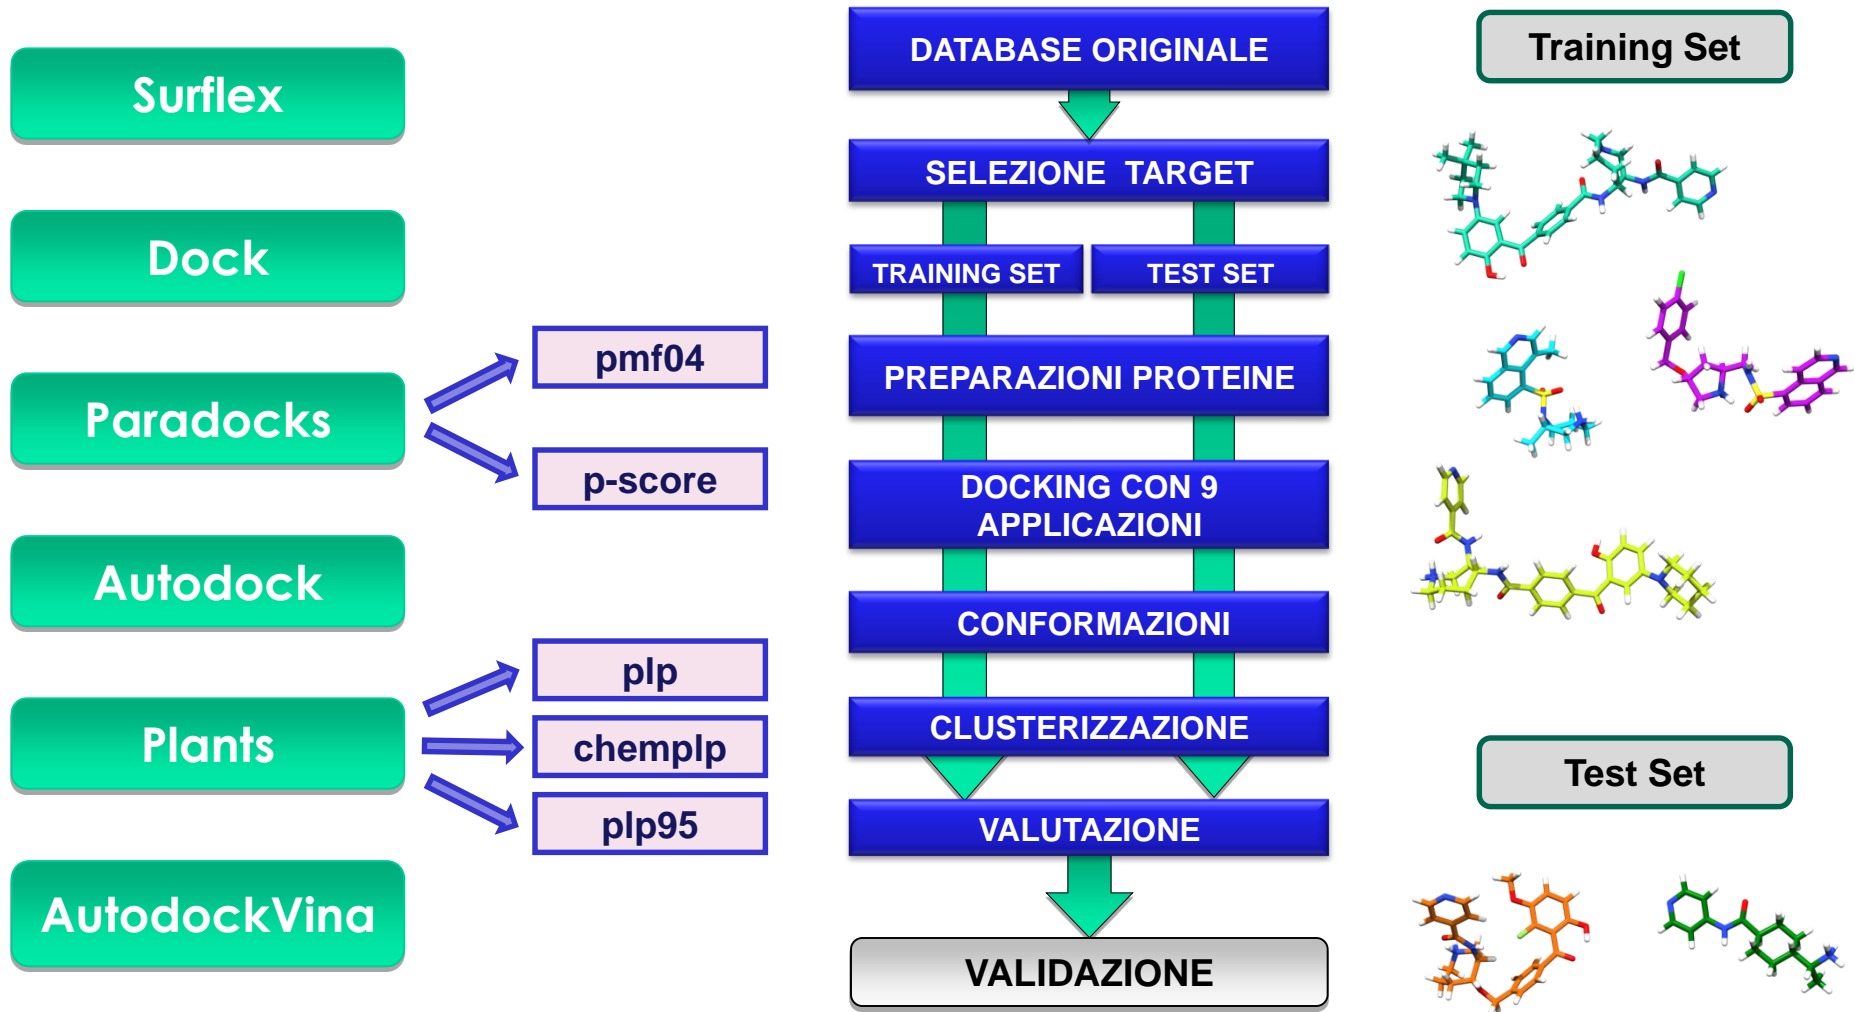 Surflex
Dock
Paradocks
Autodock
Plants
AutodockVina
pmf04
p-score
plp
chemplp
plp95
DATABASE ORIGINALE
SELEZIONE TARGET
TRAINING SET
TEST SET
PREPARAZIONI PROTEINE
DOCKING CON 9
APPLICAZIONI
CONFORMAZIONI
CLUSTERIZZAZIONE
VALUTAZIONE
VALIDAZIONE
Training Set
Test Set